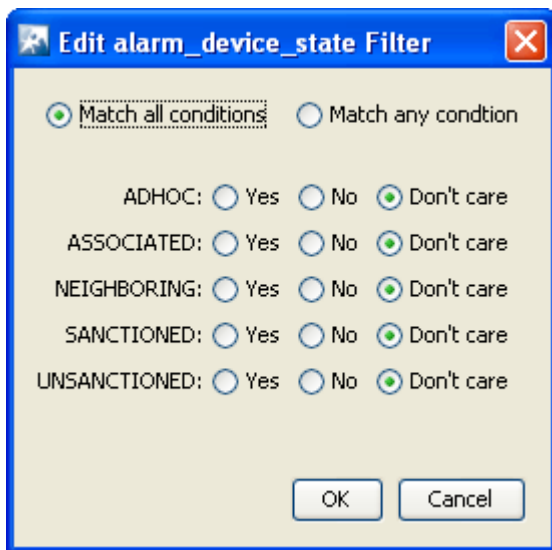 Edit alarm_device_state Filter
Match all conditions Match any condtion
ADHOC: Yes No Don't care
ASSOCIATED: Yes No Don't care
NEIGHBORING: Yes No Don't care
SANCTIONED: Yes No Don't care
UNSANCTIONED: Yes No Don't care
OK Cancel